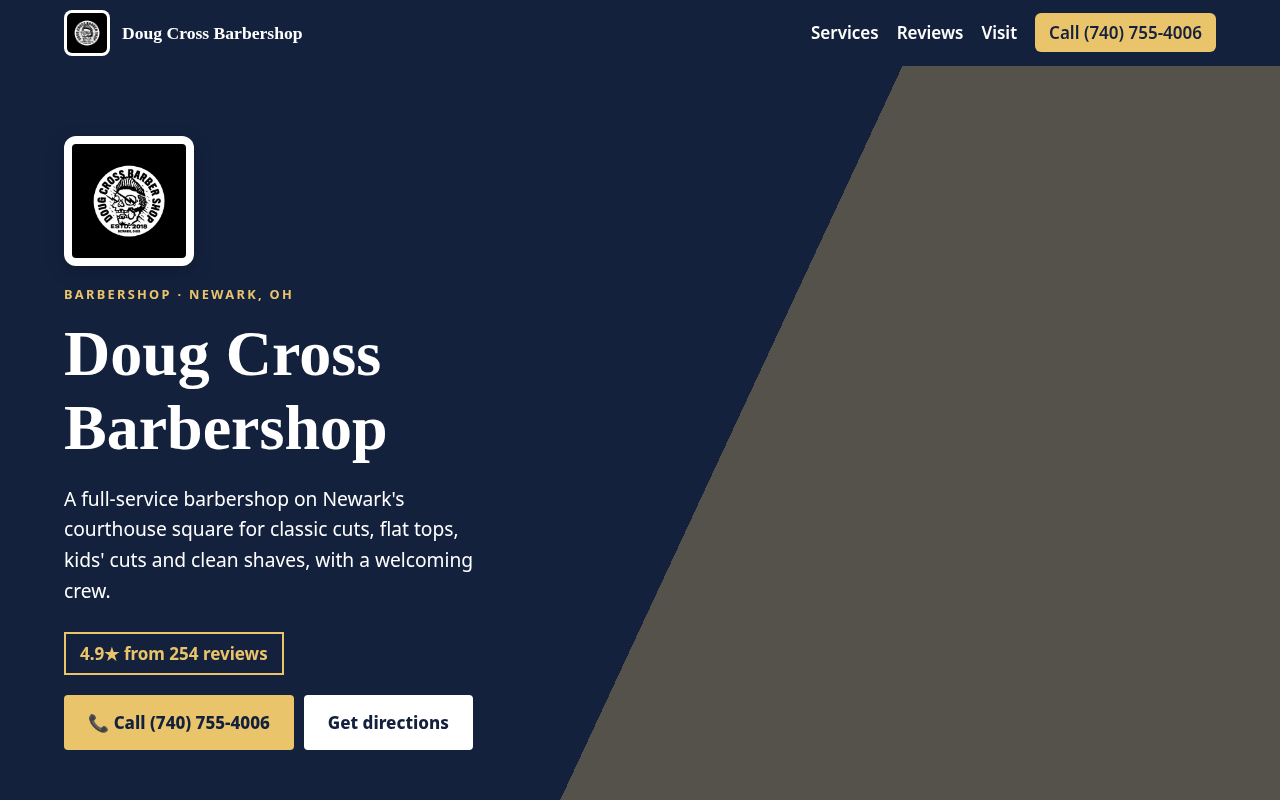 Doug Cross Barbershop
Services
Reviews
Visit
Call (740) 755-4006
DOUG CROSS BARBER SHOP
ESTD. 2018
NEWARK, OHIO
BARBERSHOP · NEWARK, OH
Doug Cross
Barbershop
A full-service barbershop on Newark's
courthouse square for classic cuts, flat tops,
kids' cuts and clean shaves, with a welcoming
crew.
4.9★ from 254 reviews
📞 Call (740) 755-4006
Get directions